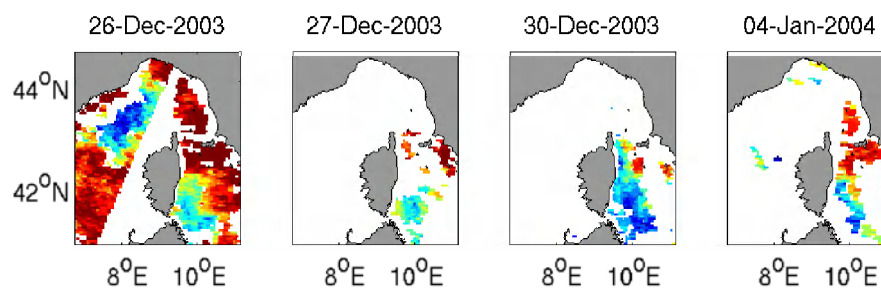 26-Dec-2003 27-Dec-2003 30-Dec-2003 04-Jan-2004
44°N
42°N
8°E 10°E 8°E 10°E 8°E 10°E 8°E 10°E